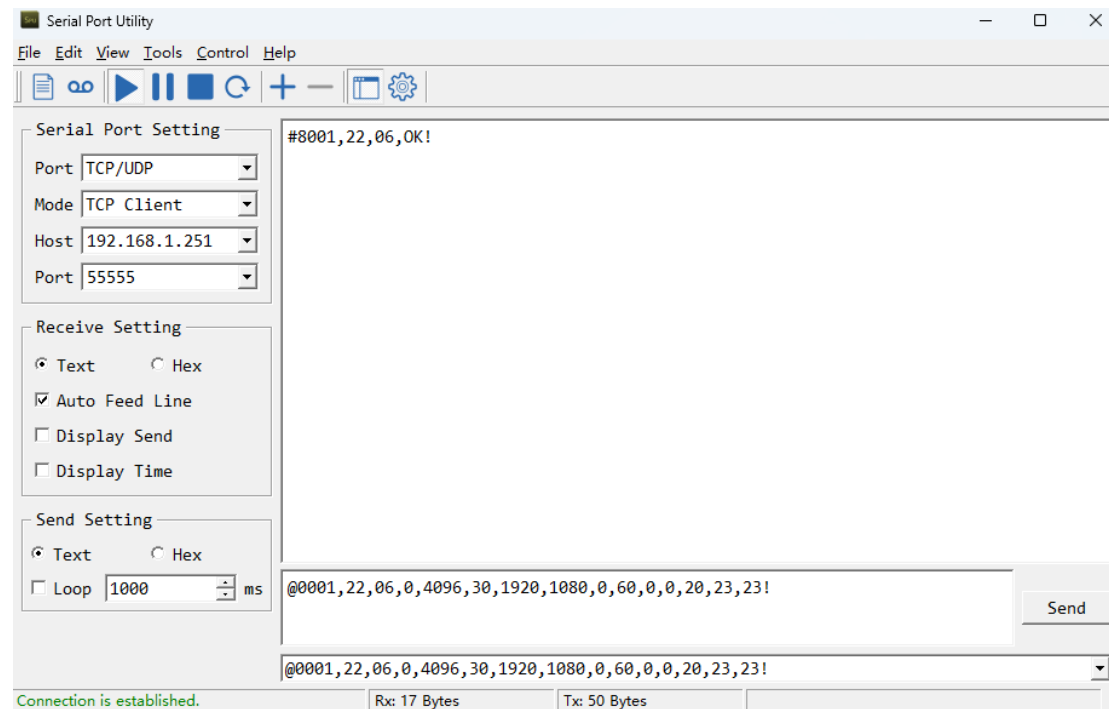 Serial Port Utility
File Edit View Tools Control Help
Serial Port Setting
Port TCP/UDP
Mode TCP Client
Host 192.168.1.251
Port 55555
Receive Setting
Text Hex
Auto Feed Line
Display Send
Display Time
Send Setting
Text Hex
Loop 1000 ms
#8001,22,06,OK!
@0001,22,06,0,4096,30,1920,1080,0,60,0,0,20,23,23!
Send
@0001,22,06,0,4096,30,1920,1080,0,60,0,0,20,23,23!
Connection is established. Rx: 17 Bytes Tx: 50 Bytes